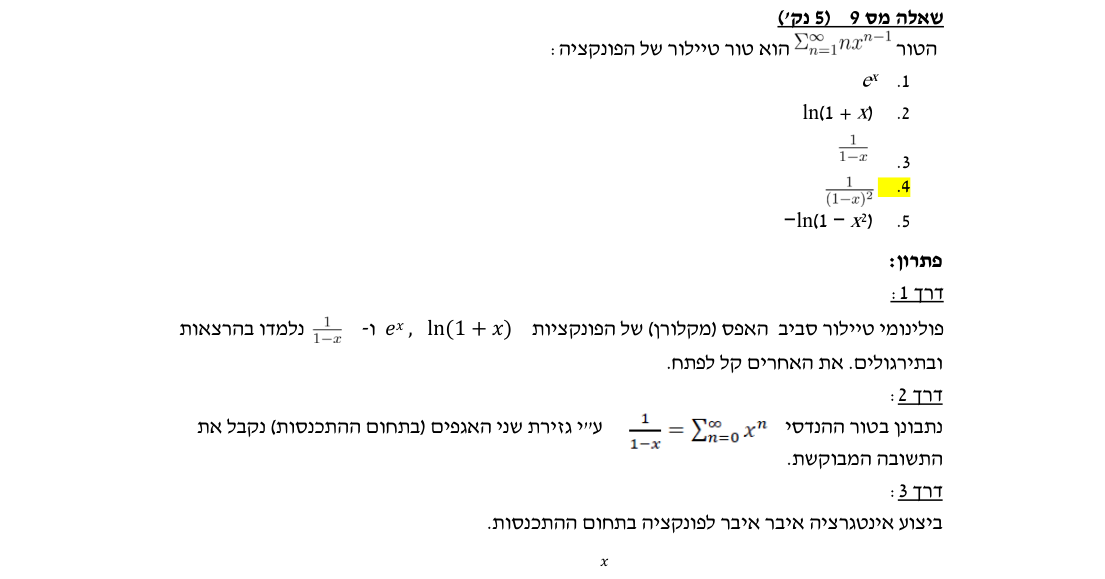 שאלה מס 9 (5 נק')
הטור $\sum_{n=1}^{\infty} nx^{n-1}$ הוא טור טיילור של הפונקציה:
1. $e^x$
2. $\ln(1+x)$
3. $\frac{1}{1-x}$
4. $\frac{1}{(1-x)^2}$
5. $-\ln(1-x^2)$
פתרון:
דרך 1:
פולינומי טיילור סביב האפס (מקלורן) של הפונקציות $e^x, \ln(1+x)$ ו- $\frac{1}{1-x}$ נלמדו בהרצאות
ובתירגולים. את האחרים קל לפתח.
דרך 2:
נתבונן בטור ההנדסי $\frac{1}{1-x} = \sum_{n=0}^{\infty} x^n$ ע"י גזירת שני האגפים (בתחום ההתכנסות) נקבל את
התשובה המבוקשת.
דרך 3:
ביצוע אינטגרציה איבר איבר לפונקציה בתחום ההתכנסות.
x